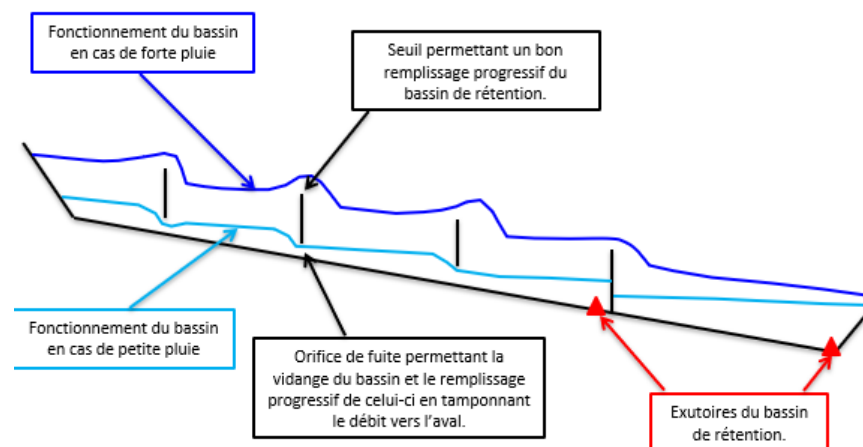 Fonctionnement du bassin
en cas de forte pluie
Seuil permettant un bon
remplissage progressif du
bassin de rétention.
Fonctionnement du bassin
en cas de petite pluie
Orifice de fuite permettant la
vidange du bassin et le remplissage
progressif de celui-ci en tamponnant
le débit vers l'aval.
Exutoires du bassin
de rétention.